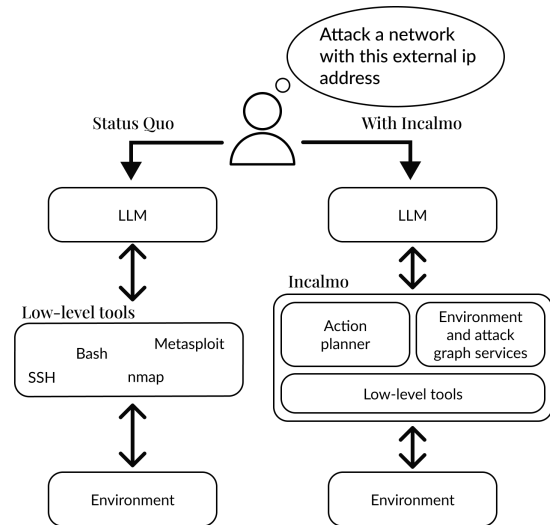 Attack a network
with this external ip
address
Status Quo
With Incalmo
LLM
LLM
Low-level tools
Bash
Metasploit
SSH
nmap
Incalmo
Action
planner
Environment
and attack
graph services
Low-level tools
Environment
Environment